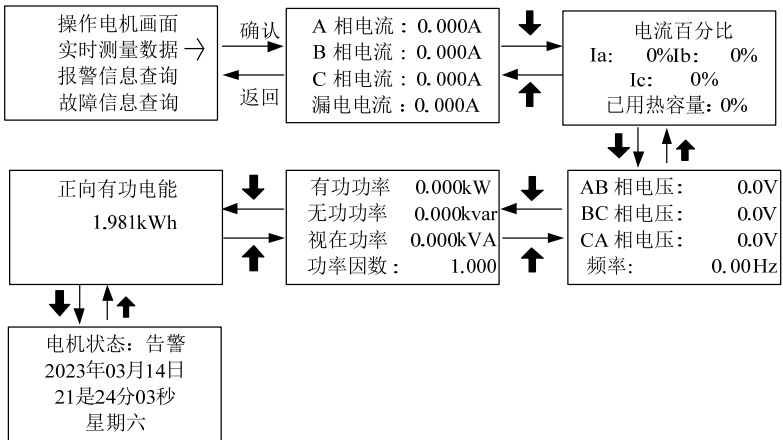 操作电机画面
实时测量数据
报警信息查询
故障信息查询
确认
返回
A 相电流：0.000A
B 相电流：0.000A
C 相电流：0.000A
漏电电流：0.000A
电流百分比
Ia: 0%Ib: 0%
Ic: 0%
已用热容量：0%
AB 相电压： 0.0V
BC 相电压： 0.0V
CA 相电压： 0.0V
频率： 0.00Hz
有功功率 0.000kW
无功功率 0.000kvar
视在功率 0.000kVA
功率因数： 1.000
正向有功电能
1.981kWh
电机状态：告警
2023年03月14日
21是24分03秒
星期六